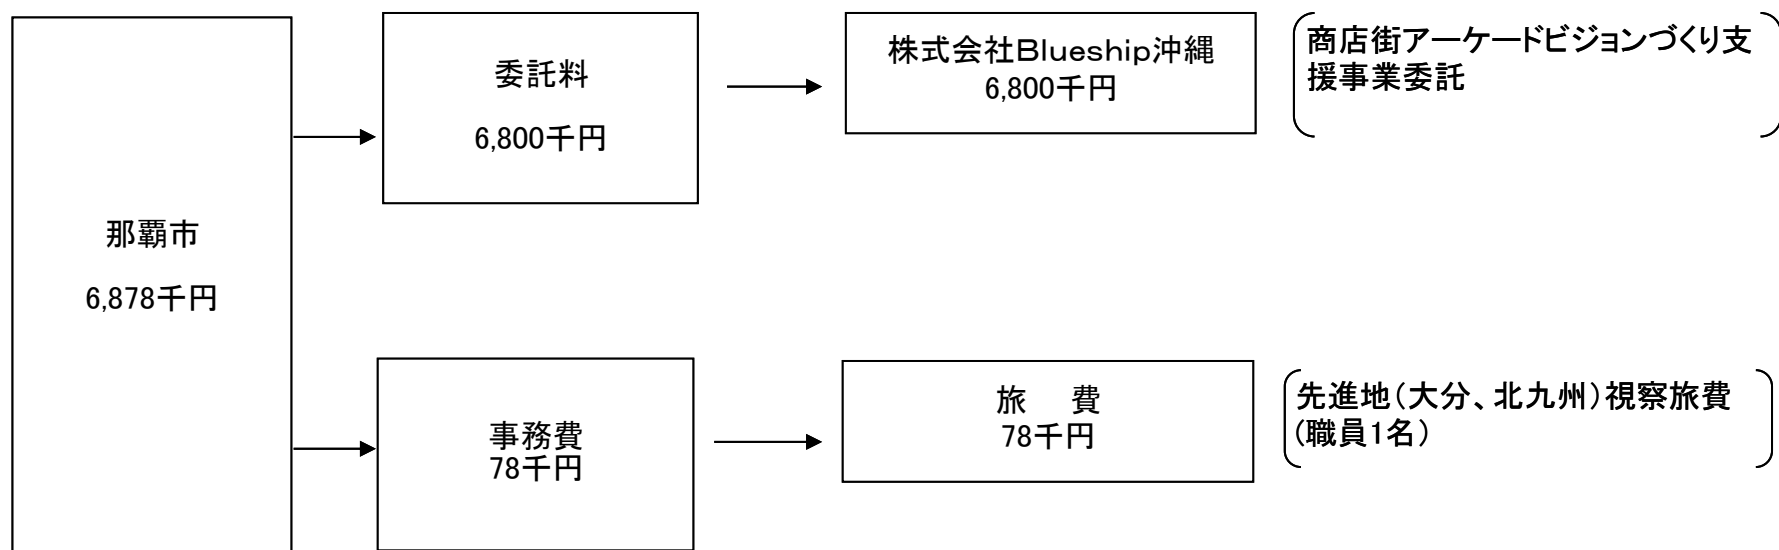 那覇市
6,878千円
委託料
6,800千円
株式会社Blueship沖縄
6,800千円
商店街アーケードビジョンづくり支
援事業委託
事務費
78千円
旅　費
78千円
先進地(大分、北九州)視察旅費
(職員1名)